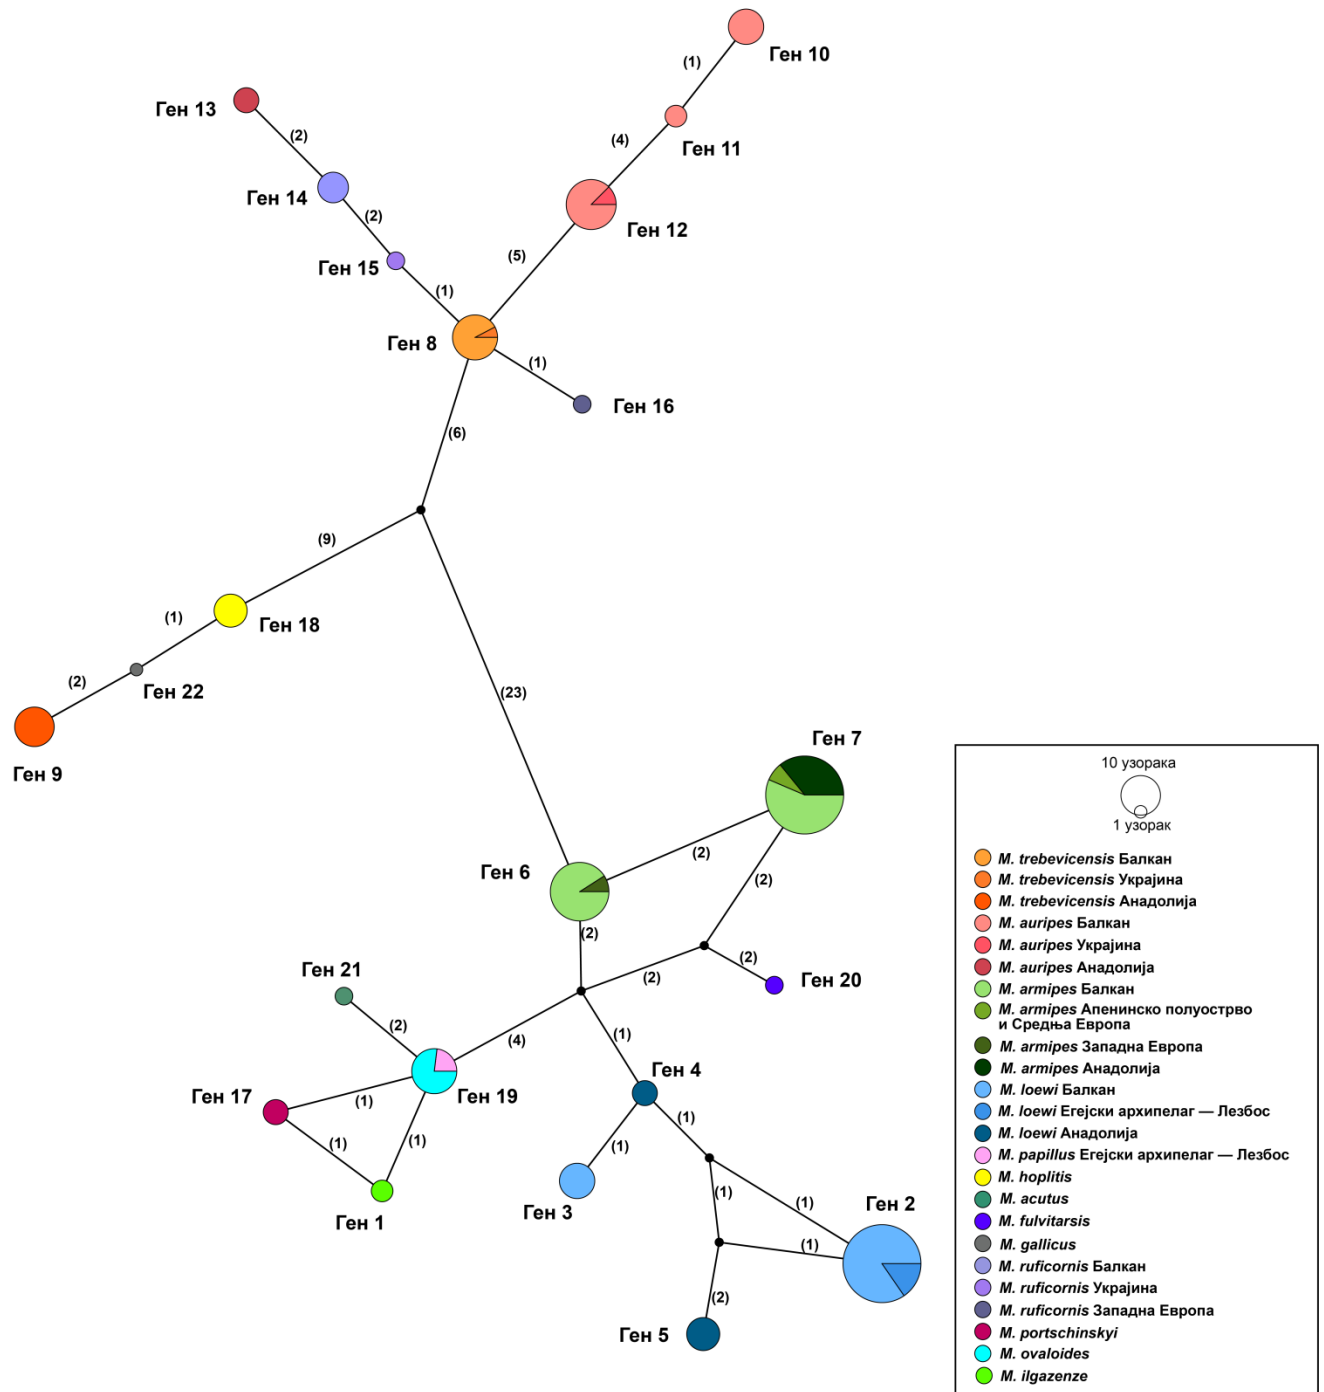 Ген 10
(1)
Ген 13
(2)
(4)
Ген 11
Ген 14
(2)
Ген 12
Ген 15
(5)
(1)
Ген 8
(1)
Ген 16
(6)
(9)
(1)
Ген 18
(2)
Ген 22
(23)
Ген 9
Ген 7
(2)
Ген 6
(2)
(2)
(2)
(2)
Ген 21
Ген 20
(2)
(4)
(1)
Ген 4
Ген 17
(1)
Ген 19
(1)
(1)
(1)
(1)
Ген 3
Ген 1
(1)
(1)
Ген 2
(1)
(2)
Ген 5
10 узорака
1 узорак
M. trebevicensis Балкан
M. trebevicensis Украјина
M. trebevicensis Анадолија
M. auripes Балкан
M. auripes Украјина
M. auripes Анадолија
M. armipes Балкан
M. armipes Апенинско полуострво
и Средња Европа
M. armipes Западна Европа
M. armipes Анадолија
M. loewi Балкан
M. loewi Егејски архипелаг — Лезбос
M. loewi Анадолија
M. papillus Егејски архипелаг — Лезбос
M. hoplitis
M. acutus
M. fulvitarsis
M. gallicus
M. ruficornis Балкан
M. ruficornis Украјина
M. ruficornis Западна Европа
M. portschinskyi
M. ovaloides
M. ilgazenze